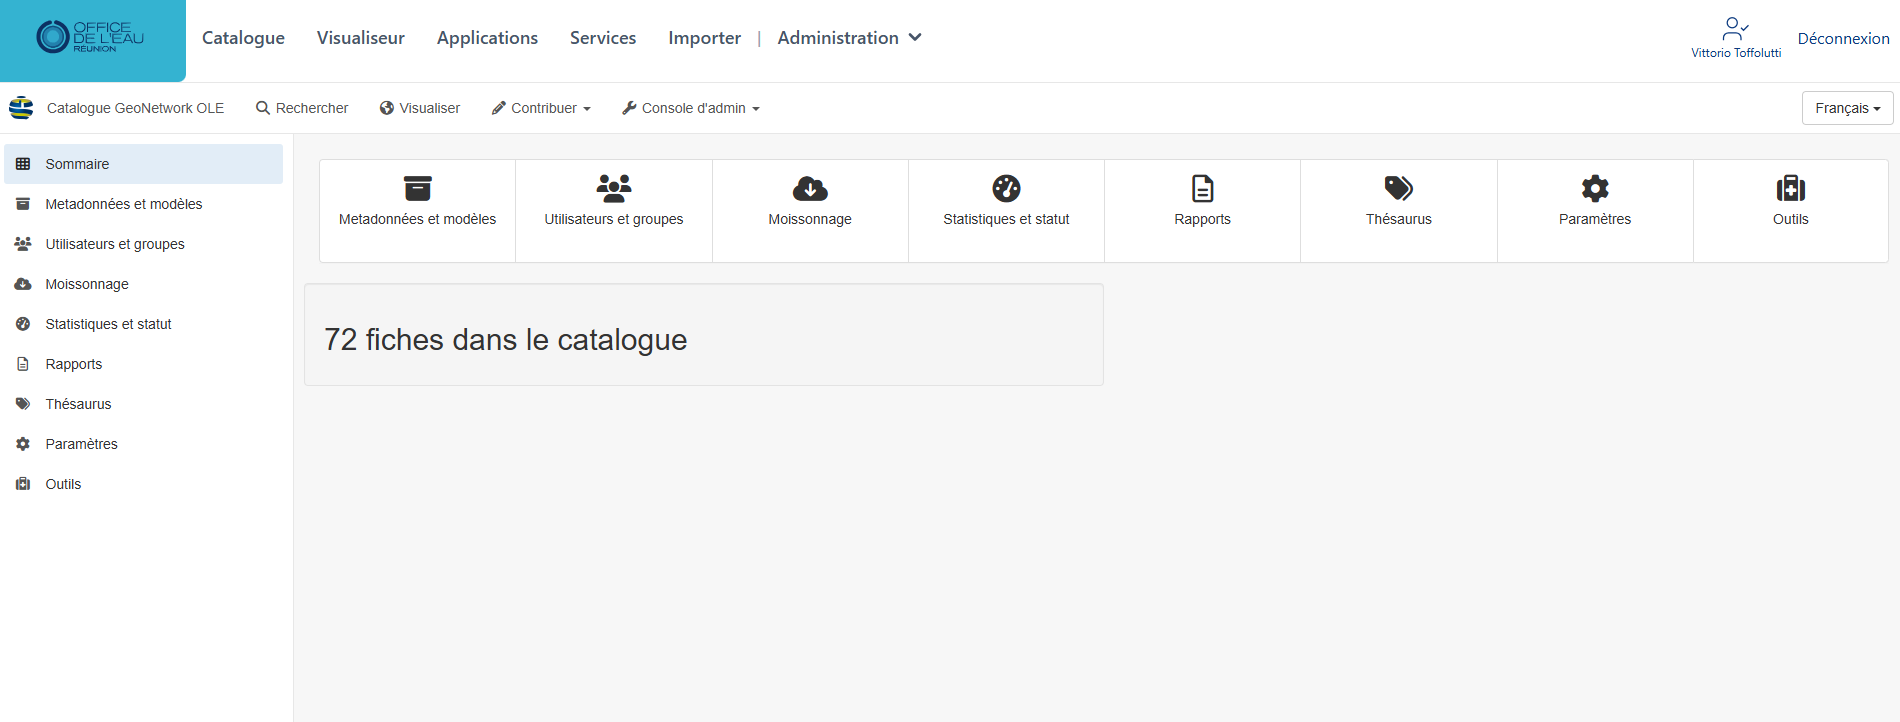 OFFICE
DE L'EAU
RÉUNION
Catalogue Visualiseur Applications Services Importer | Administration
Vittorio Toffolutti
Déconnexion
Catalogue GeoNetwork OLE Rechercher Visualiser Contribuer Console d'admin Français
Sommaire
Metadonnées et modèles
Utilisateurs et groupes
Moissonnage
Statistiques et statut
Rapports
Thésaurus
Paramètres
Outils
Metadonnées et modèles Utilisateurs et groupes Moissonnage Statistiques et statut Rapports Thésaurus Paramètres Outils
72 fiches dans le catalogue